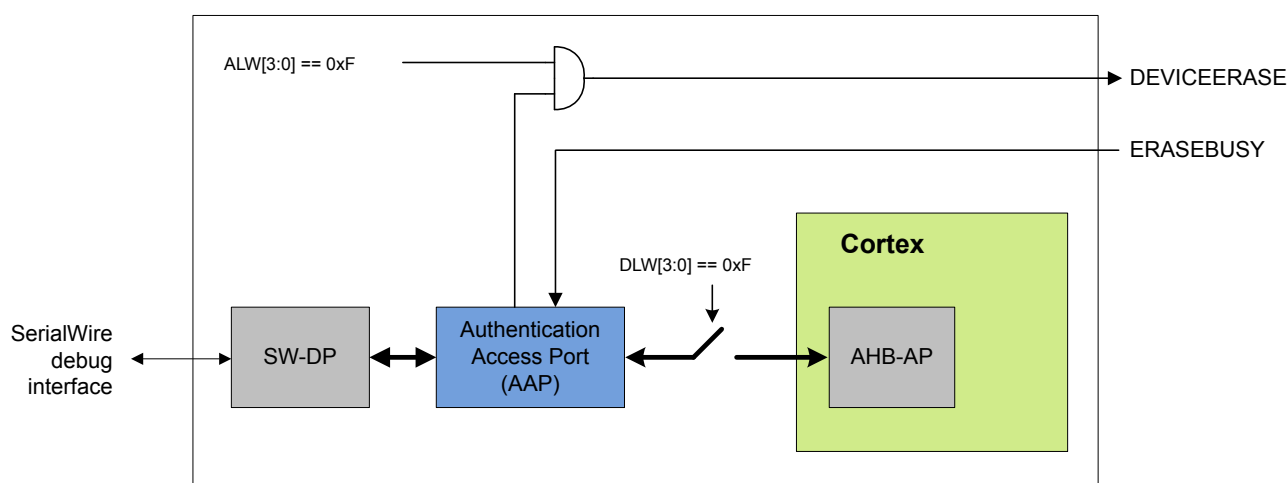 ALW[3:0] == 0xF
DEVICEERASE
ERASEBUSY
Cortex
DLW[3:0] == 0xF
SerialWire
debug
interface
SW-DP
Authentication
Access Port
(AAP)
AHB-AP